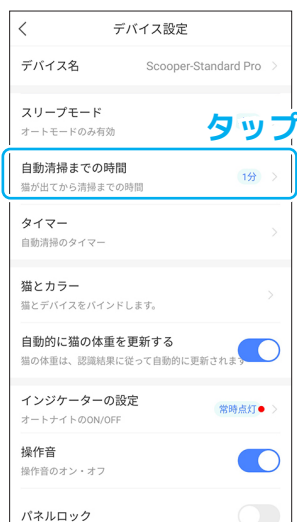 デバイス設定
デバイス名 Scooper-Standard Pro
スリープモード
オートモードのみ有効
タップ
自動清掃までの時間
猫が出てから清掃までの時間
1分
タイマー
自動清掃のタイマー
猫とカラー
猫とデバイスをバインドします。
自動的に猫の体重を更新する
猫の体重は、認識結果に従って自動的に更新されます
インジケーターの設定
オートナイトのON/OFF
常時点灯
操作音
操作音のオン・オフ
パネルロック